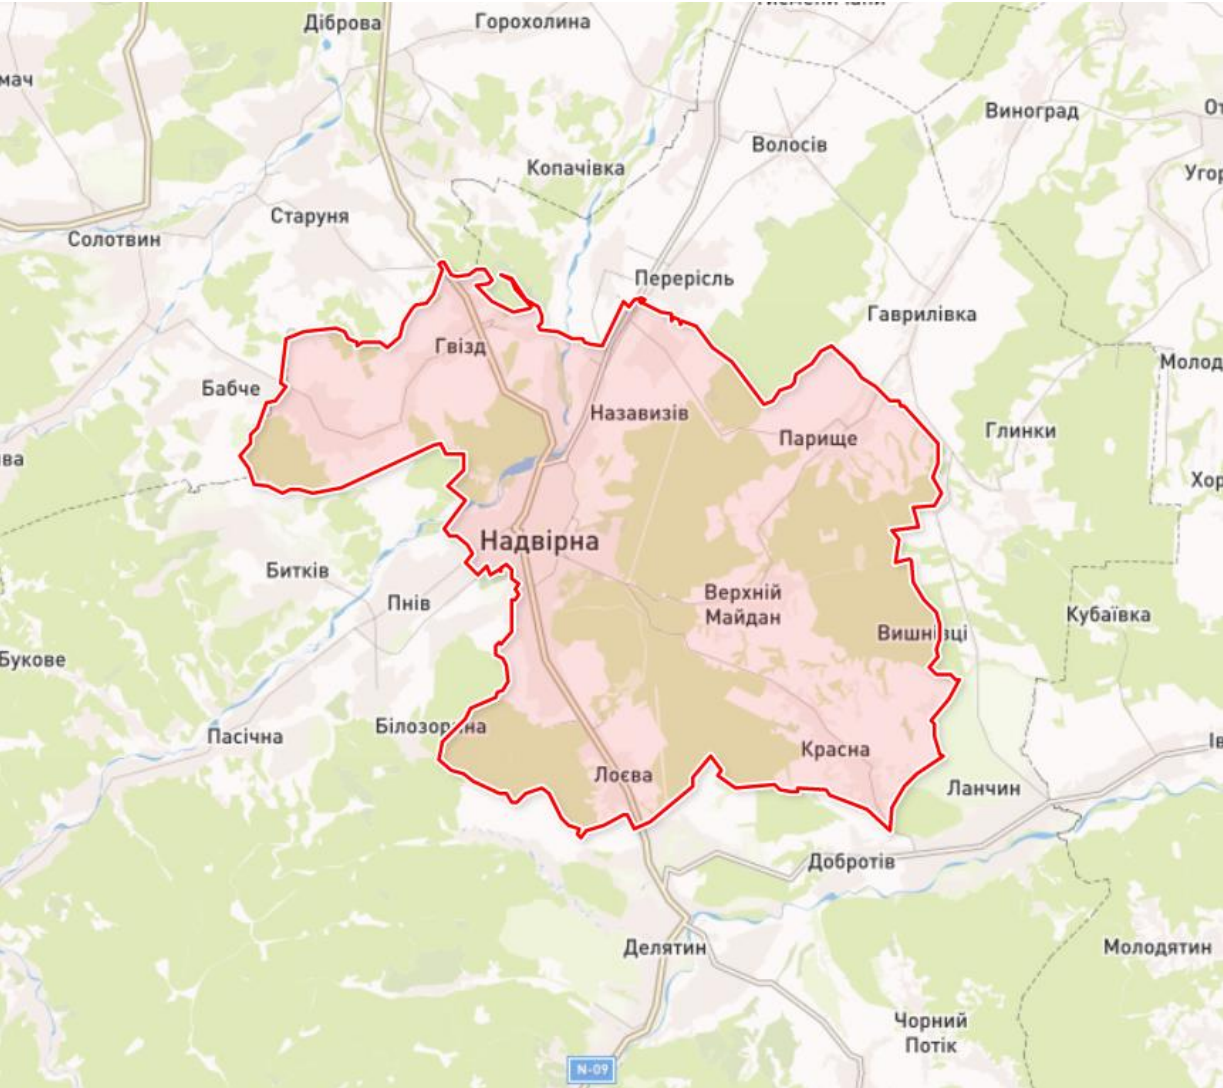 Діброва
Горохолина
мач
Виноград
От
Волосів
Копачівка
Угор
Старуня
Солотвин
Перерісль
Гаврилівка
Гвізд
Молод
Бабче
Назавизів
Парище
Глинки
ва
Хор
Надвірна
Битків
Верхній
Майдан
Пнів
Кубаївка
Вишнівці
Букове
Білозорина
Пасічна
Ів
Красна
Лоєва
Ланчин
Добротів
Делятин
Молодятин
Чорний
Потік
N-09